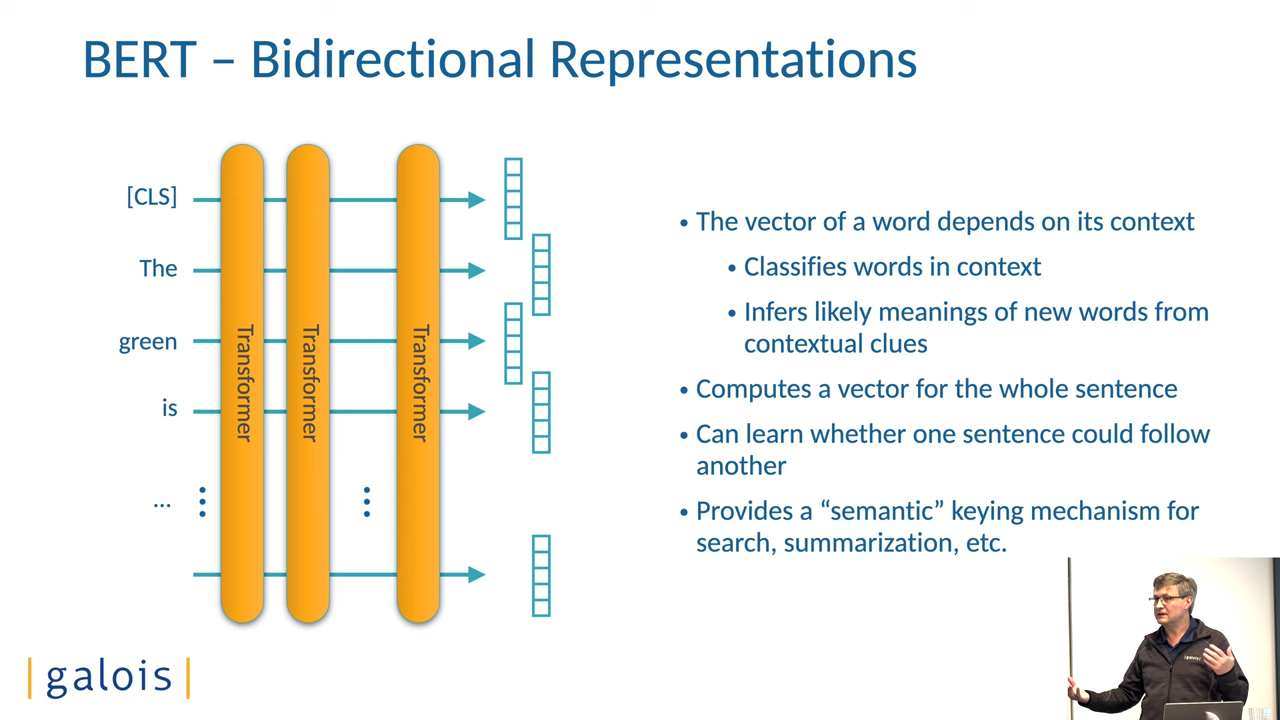 BERT – Bidirectional Representations
[CLS]
The
green
is
...
Transformer
Transformer
Transformer
• The vector of a word depends on its context
• Classifies words in context
• Infers likely meanings of new words from
contextual clues
• Computes a vector for the whole sentence
• Can learn whether one sentence could follow
another
• Provides a “semantic” keying mechanism for
search, summarization, etc.
|galois|
|galois|